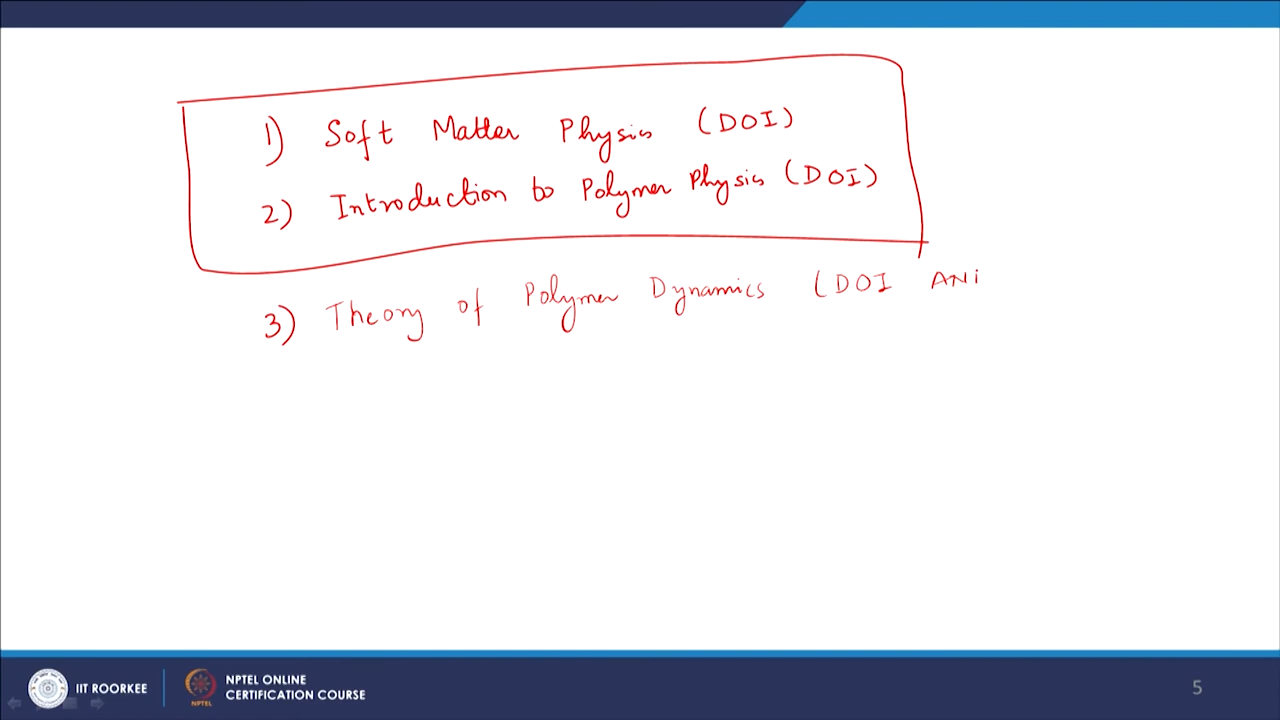 1) Soft Matter Physics (DOI)
2) Introduction to Polymer Physics (DOI)
3) Theory of Polymer Dynamics (DOI ANi
IIT ROORKEE
NPTEL
NPTEL ONLINE
CERTIFICATION COURSE
5